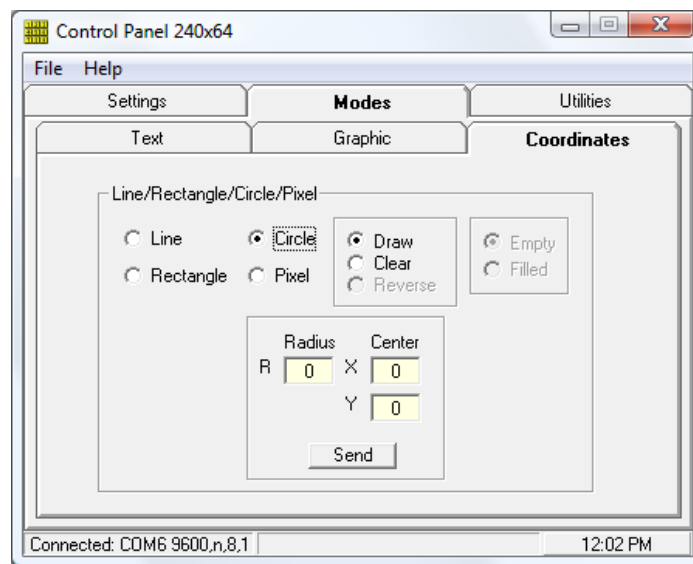 Control Panel 240x64
File Help
Settings Modes Utilities
Text Graphic Coordinates
Line/Rectangle/Circle/Pixel
Line Circle Draw Empty
Clear
Rectangle Pixel Reverse Filled
Radius Center
R 0 X 0
Y 0
Send
Connected: COM6 9600,n,8,1 12:02 PM